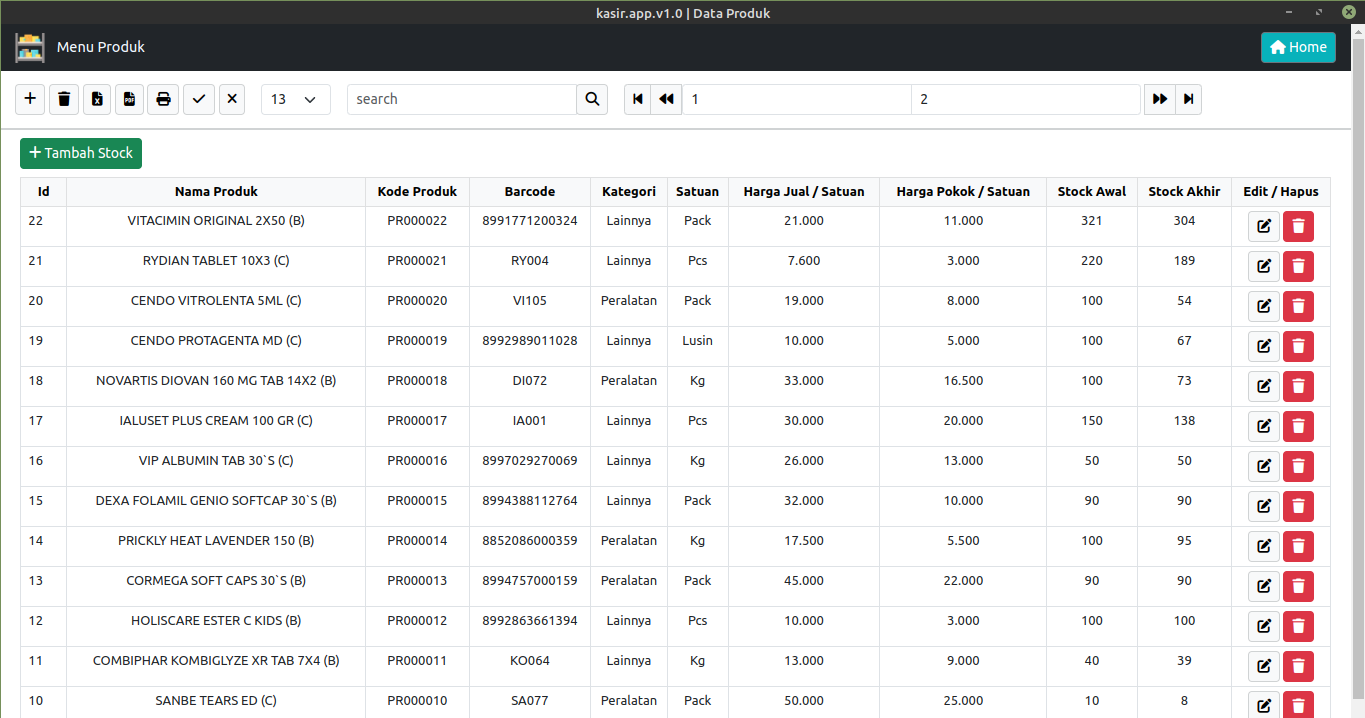 kasir.app.v1.0 | Data Produk
Menu Produk Home
13 search 1 2
Tambah Stock
Id Nama Produk Kode Produk Barcode Kategori Satuan Harga Jual / Satuan Harga Pokok / Satuan Stock Awal Stock Akhir Edit / Hapus
22 VITACIMIN ORIGINAL 2X50 (B) PR000022 8991771200324 Lainnya Pack 21.000 11.000 321 304
21 RYDIAN TABLET 10X3 (C) PR000021 RY004 Lainnya Pcs 7.600 3.000 220 189
20 CENDO VITROLENTA 5ML (C) PR000020 VI105 Peralatan Pack 19.000 8.000 100 54
19 CENDO PROTAGENTA MD (C) PR000019 8992989011028 Lainnya Lusin 10.000 5.000 100 67
18 NOVARTIS DIOVAN 160 MG TAB 14X2 (B) PR000018 DI072 Peralatan Kg 33.000 16.500 100 73
17 IALUSET PLUS CREAM 100 GR (C) PR000017 IA001 Lainnya Pcs 30.000 20.000 150 138
16 VIP ALBUMIN TAB 30`S (C) PR000016 8997029270069 Lainnya Kg 26.000 13.000 50 50
15 DEXA FOLAMIL GENIO SOFTCAP 30`S (B) PR000015 8994388112764 Lainnya Pack 32.000 10.000 90 90
14 PRICKLY HEAT LAVENDER 150 (B) PR000014 8852086000359 Peralatan Kg 17.500 5.500 100 95
13 CORMEGA SOFT CAPS 30`S (B) PR000013 8994757000159 Peralatan Pack 45.000 22.000 90 90
12 HOLISCARE ESTER C KIDS (B) PR000012 8992863661394 Lainnya Pcs 10.000 3.000 100 100
11 COMBIPHAR KOMBIGLYZE XR TAB 7X4 (B) PR000011 KO064 Lainnya Kg 13.000 9.000 40 39
10 SANBE TEARS ED (C) PR000010 SA077 Peralatan Pack 50.000 25.000 10 8